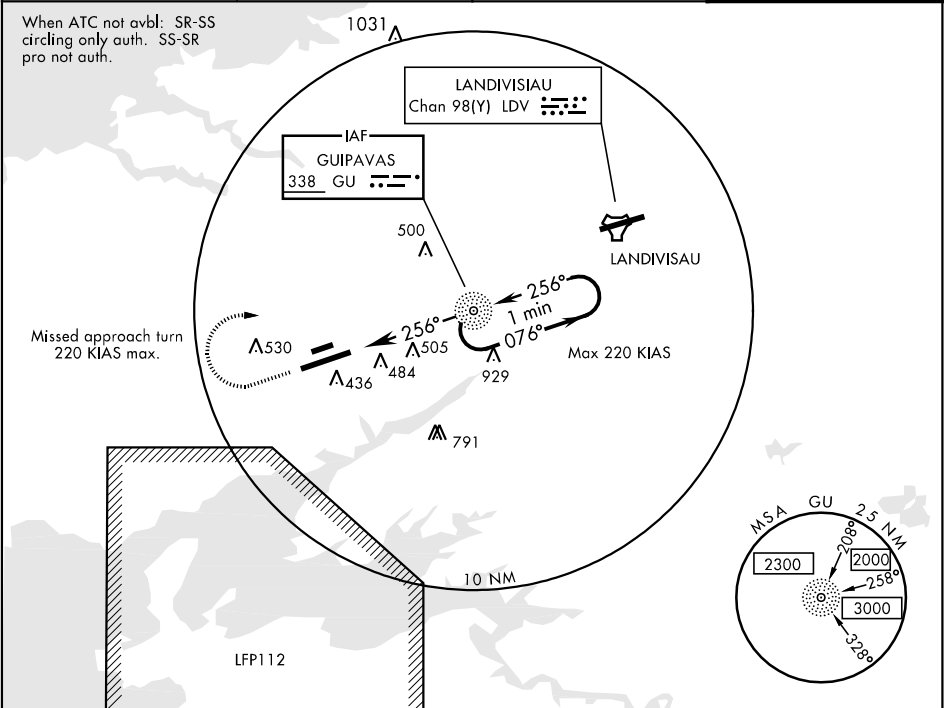 When ATC not avbl: SR-SS
circling only auth. SS-SR
pro not auth.
1031
LANDIVISIAU
Chan 98(Y) LDV
IAF
GUIPAVAS
338 GU
500
LANDIVISAU
256°
1 min
076°
256°
Missed approach turn
220 KIAS max.
530
505
Max 220 KIAS
484
436
929
791
10 NM
LFP112
MSA GU 25 NM
208°
2300
2000
258°
3000
328°